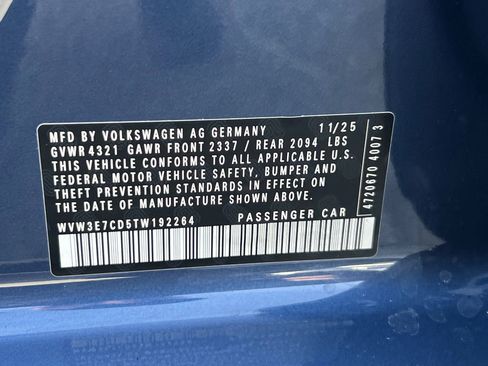 MFD BY VOLKSWAGEN AG GERMANY 11/25
GVWR 4321 GAWR FRONT 2337 / REAR 2094 LBS
THIS VEHICLE CONFORMS TO ALL APPLICABLE U.S.
FEDERAL MOTOR VEHICLE SAFETY, BUMPER AND
THEFT PREVENTION STANDARDS IN EFFECT ON
THE DATE OF MANUFACTURE SHOWN ABOVE.
WVW3E7CD5TW192264 PASSENGER CAR
4720670 4007 3